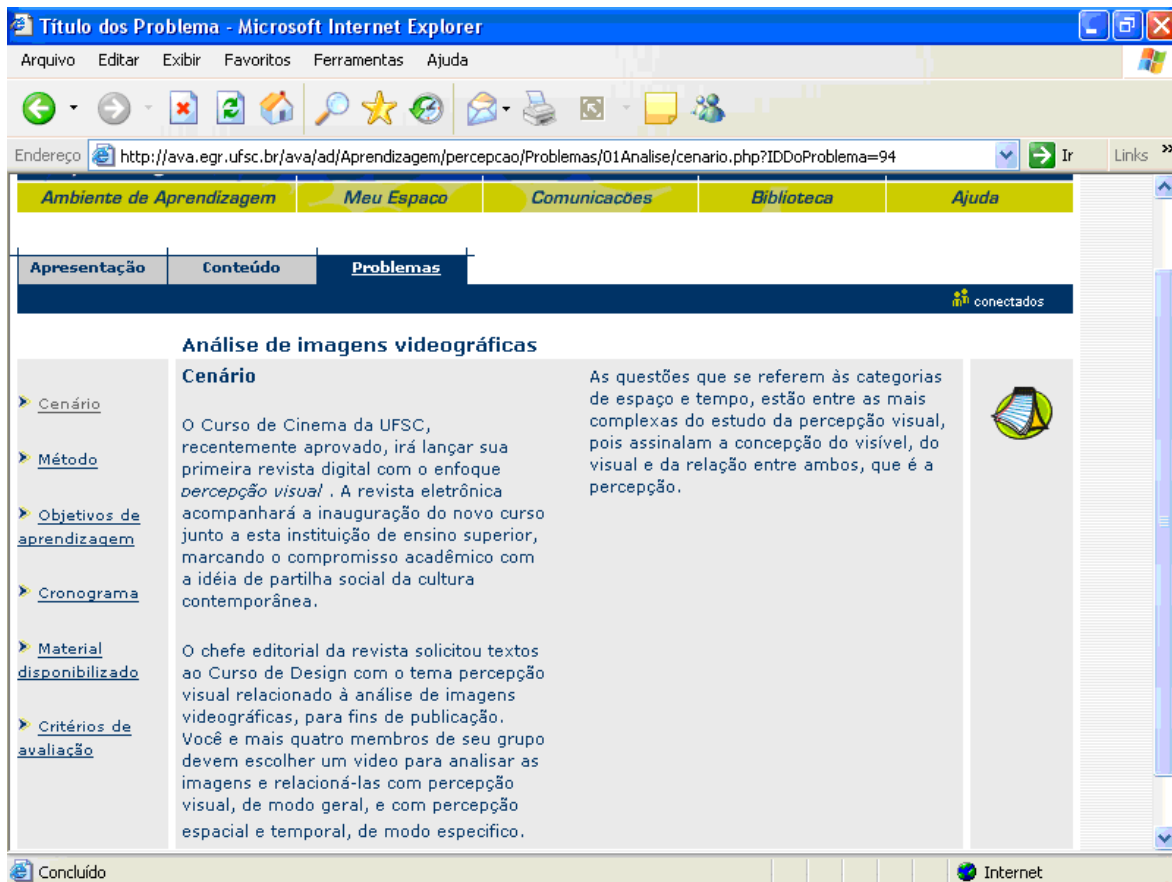 Título dos Problema - Microsoft Internet Explorer
Arquivo Editar Exibir Favoritos Ferramentas Ajuda
Endereço http://ava.egr.ufsc.br/ava/ad/Aprendizagem/percepcao/Problemas/01Analise/cenario.php?IDDoProblema=94 Ir Links »
Ambiente de Aprendizagem Meu Espaco Comunicacões Biblioteca Ajuda
Apresentação Conteúdo Problemas
conectados
Análise de imagens videográficas
Cenário
Método
Objetivos de
aprendizagem
Cronograma
Material
disponibilizado
Critérios de
avaliação
Cenário
O Curso de Cinema da UFSC,
recentemente aprovado, irá lançar sua
primeira revista digital com o enfoque
percepção visual . A revista eletrônica
acompanhará a inauguração do novo curso
junto a esta instituição de ensino superior,
marcando o compromisso acadêmico com
a idéia de partilha social da cultura
contemporânea.
O chefe editorial da revista solicitou textos
ao Curso de Design com o tema percepção
visual relacionado à análise de imagens
videográficas, para fins de publicação.
Você e mais quatro membros de seu grupo
devem escolher um video para analisar as
imagens e relacioná-las com percepção
visual, de modo geral, e com percepção
espacial e temporal, de modo especifico.
As questões que se referem às categorias
de espaço e tempo, estão entre as mais
complexas do estudo da percepção visual,
pois assinalam a concepção do visível, do
visual e da relação entre ambos, que é a
percepção.
Concluído Internet